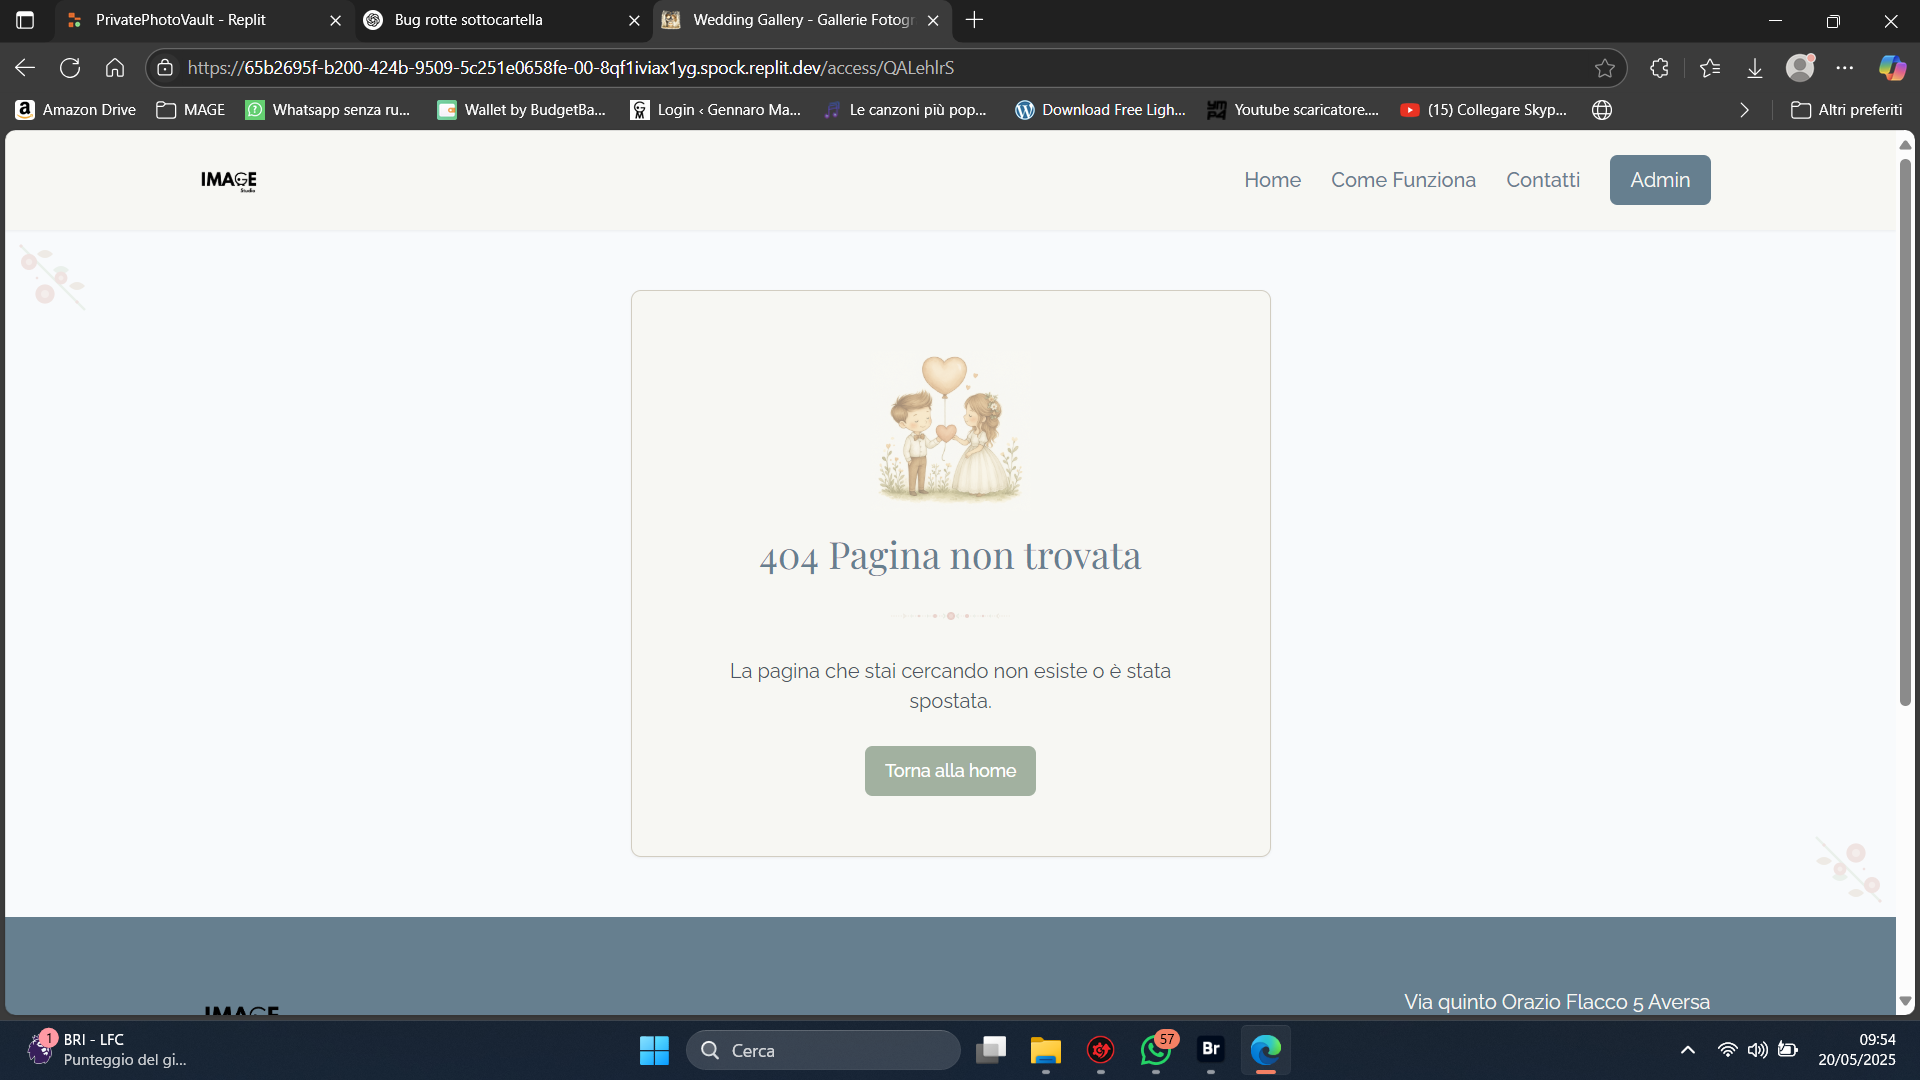 PrivatePhotoVault - Replit
Bug rotte sottocartella
Wedding Gallery - Gallerie Fotogr
https://65b2695f-b200-424b-9509-5c251e0658fe-00-8qf1iviax1yg.spock.replit.dev/access/QALehlrS
Amazon Drive
MAGE
Whatsapp senza ru...
Wallet by BudgetBa...
Login ‹ Gennaro Ma...
Le canzoni più pop...
Download Free Ligh...
Youtube scaricatore....
(15) Collegare Skyp...
Altri preferiti
IMAGE
Studio
Home
Come Funziona
Contatti
Admin
404 Pagina non trovata
La pagina che stai cercando non esiste o è stata
spostata.
Torna alla home
IMAGE
Via quinto Orazio Flacco 5 Aversa
1
BRI - LFC
Punteggio del gi...
Cerca
57
Br
09:54
20/05/2025